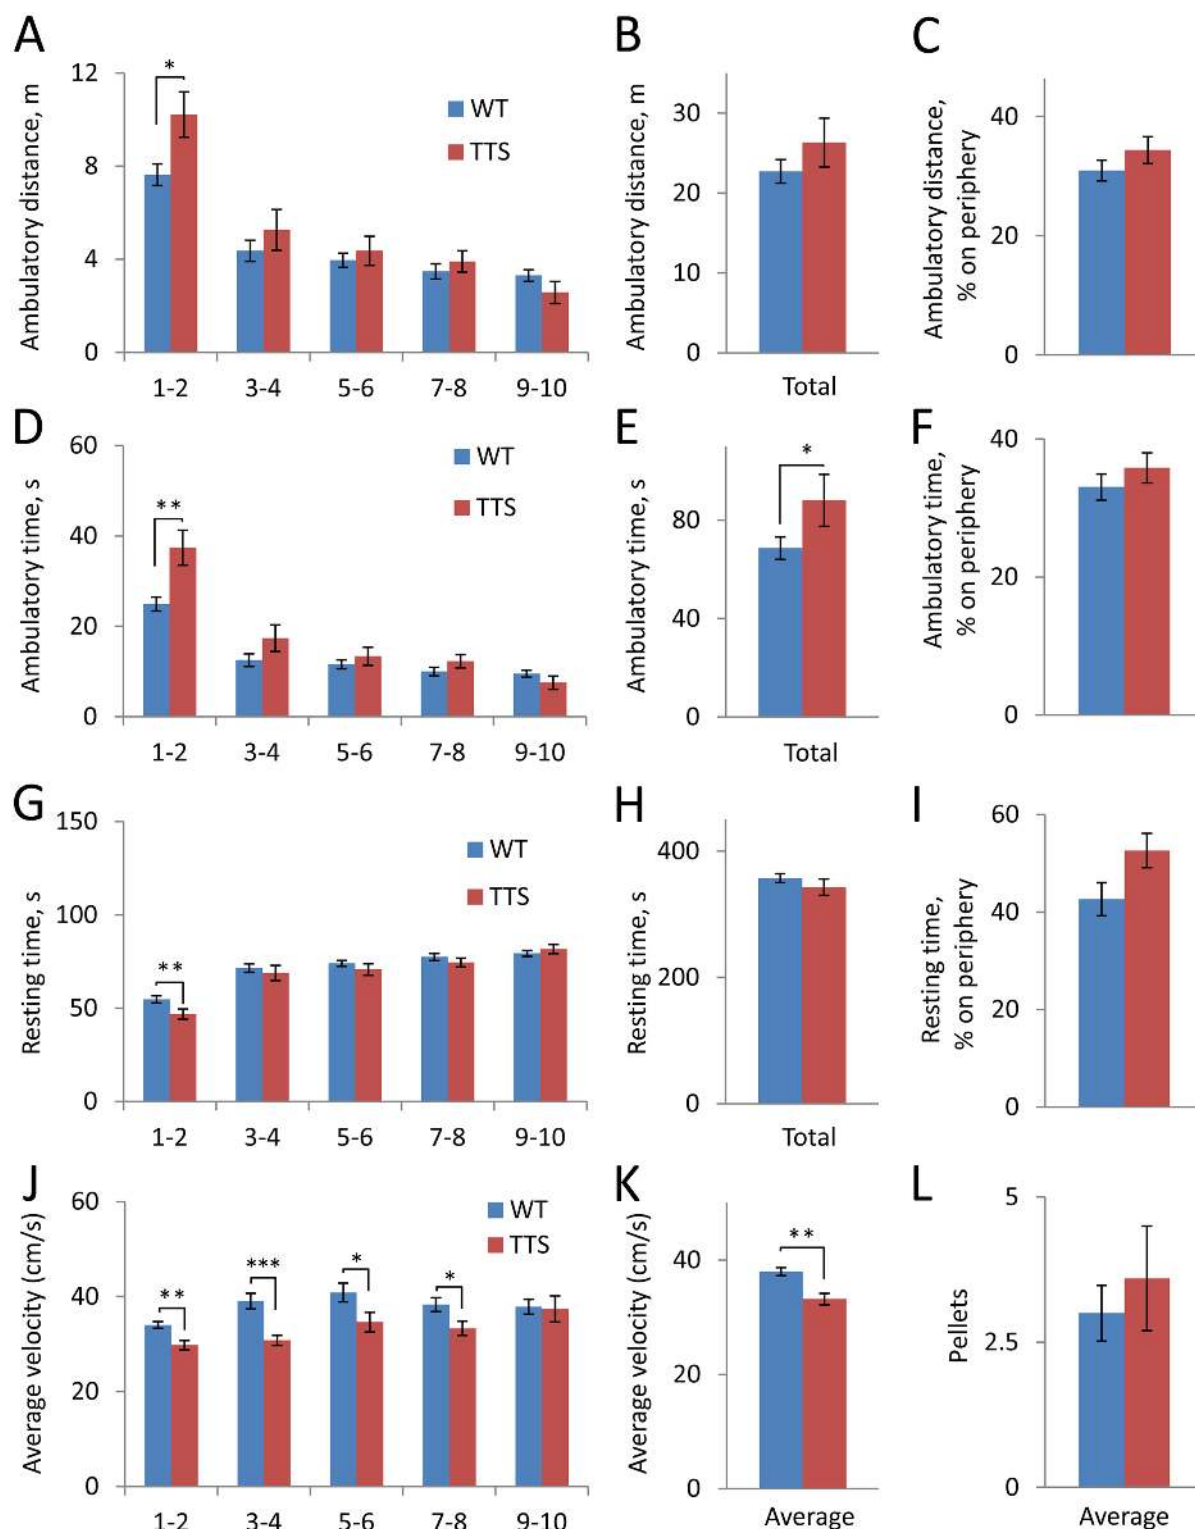 A
Ambulatory distance, m
12
8
4
0
*
WT
TTS
1-2 3-4 5-6 7-8 9-10
B
Ambulatory distance, m
30
20
10
0
Total
C
Ambulatory distance,
% on periphery
40
20
0
D
Ambulatory time, s
60
40
20
0
**
WT
TTS
1-2 3-4 5-6 7-8 9-10
E
Ambulatory time, s
80
40
0
*
Total
F
Ambulatory time,
% on periphery
40
20
0
G
Resting time, s
150
100
50
0
**
WT
TTS
1-2 3-4 5-6 7-8 9-10
H
Resting time, s
400
200
0
Total
I
Resting time,
% on periphery
60
40
20
0
J
Average velocity (cm/s)
60
40
20
0
** *** * *
WT
TTS
1-2 3-4 5-6 7-8 9-10
K
Average velocity (cm/s)
40
20
0
**
Average
L
Pellets
5
2.5
0
Average